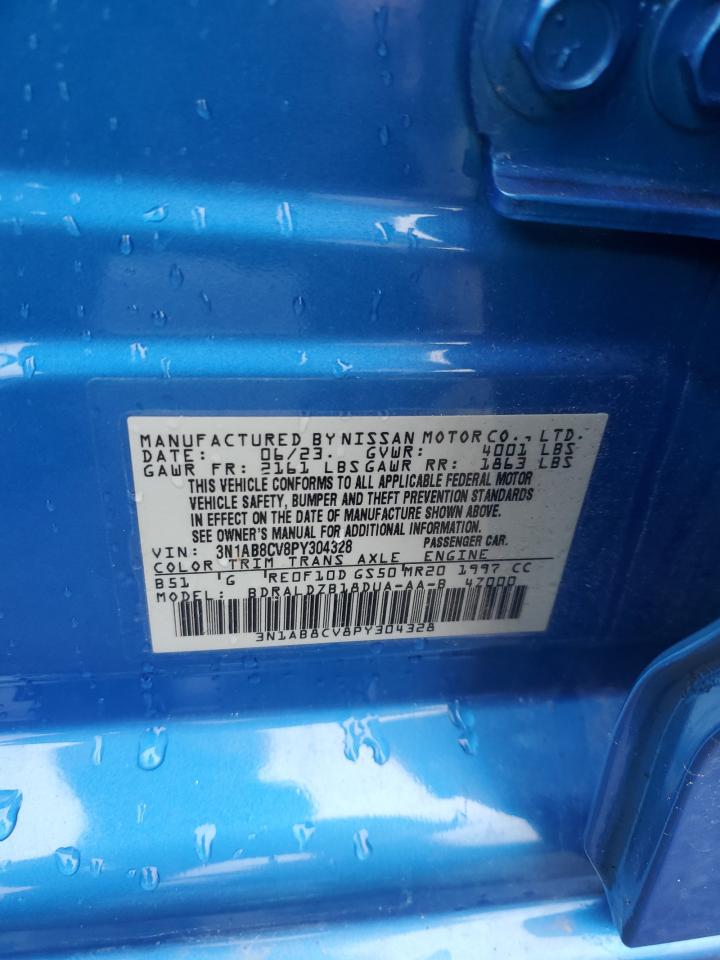 MANUFACTURED BY NISSAN MOTOR CO., LTD.
DATE: 06/23. GVWR: 4001 LBS
GAWR FR: 2161 LBS GAWR RR: 1863 LBS
THIS VEHICLE CONFORMS TO ALL APPLICABLE FEDERAL MOTOR
VEHICLE SAFETY, BUMPER AND THEFT PREVENTION STANDARDS
IN EFFECT ON THE DATE OF MANUFACTURE SHOWN ABOVE.
SEE OWNER'S MANUAL FOR ADDITIONAL INFORMATION.
VIN: 3N1AB8CV8PY304328 PASSENGER CAR.
COLOR TRIM TRANS AXLE ENGINE
B51 G RE0F10D GS50 MR20 1997 CC
MODEL: BDRALDZB18DUA-AA-B 4Z000
3N1AB8CV8PY304328